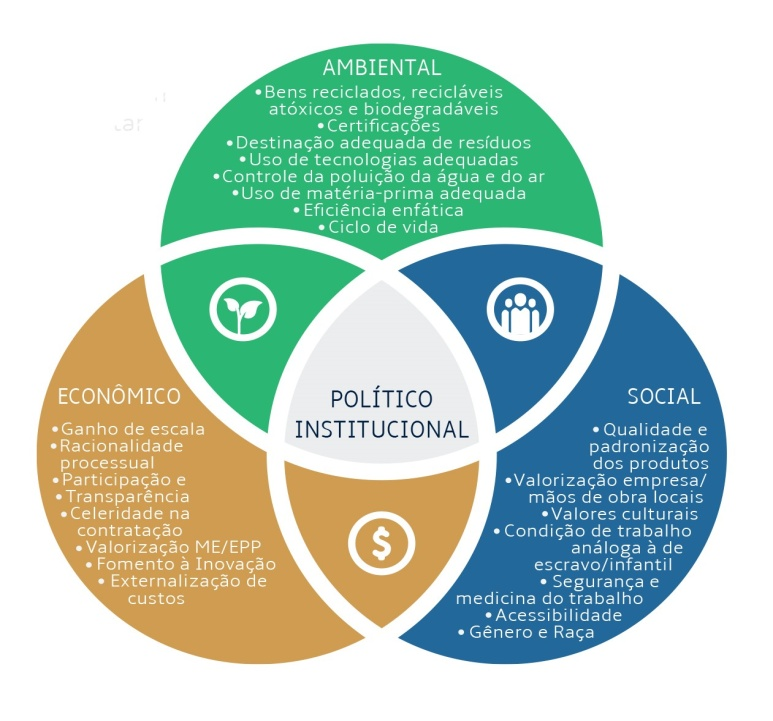 AMBIENTAL
•Bens reciclados, recicláveis
atóxicos e biodegradáveis
•Certificações
•Destinação adequada de resíduos
•Uso de tecnologias adequadas
•Controle da poluição da água e do ar
•Uso de matéria-prima adequada
•Eficiência enfática
•Ciclo de vida
POLÍTICO
INSTITUCIONAL
ECONÔMICO
•Ganho de escala
•Racionalidade
processual
•Participação e
•Transparência
•Celeridade na
contratação
•Valorização ME/EPP
•Fomento à Inovação
•Externalização de
custos
SOCIAL
•Qualidade e
padronização
dos produtos
•Valorização empresa/
mãos de obra locais
•Valores culturais
•Condição de trabalho
análoga à de
escravo/infantil
•Segurança e
medicina do trabalho
•Acessibilidade
•Gênero e Raça
$